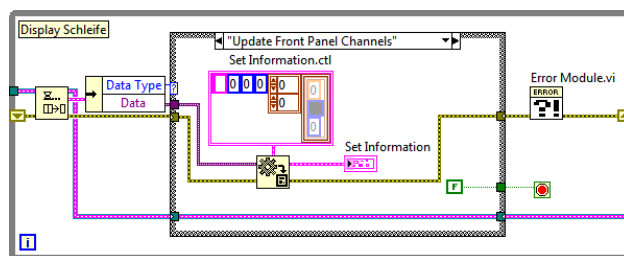 Display Schleife
"Update Front Panel Channels"
Set Information.ctl
Data Type
Data
?
0 0 0 0
0
0
0
Set Information
Error Module.vi
ERROR
?!
F
i